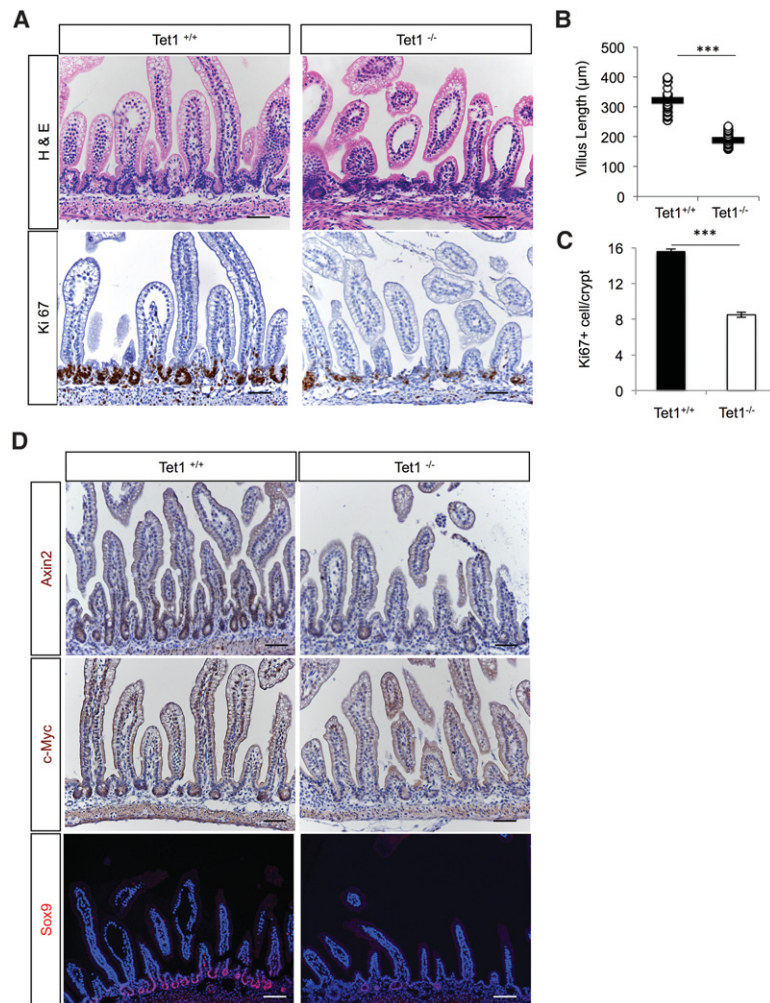 A
Tet1 +/+
Tet1 -/-
H & E
Ki 67
B
***
Villus Length (µm)
500
400
300
200
100
0
Tet1+/+ Tet1-/-
C
***
Ki67+ cell/crypt
16
12
8
4
0
Tet1+/+ Tet1-/-
D
Tet1 +/+
Tet1 -/-
Axin2
c-Myc
Sox9